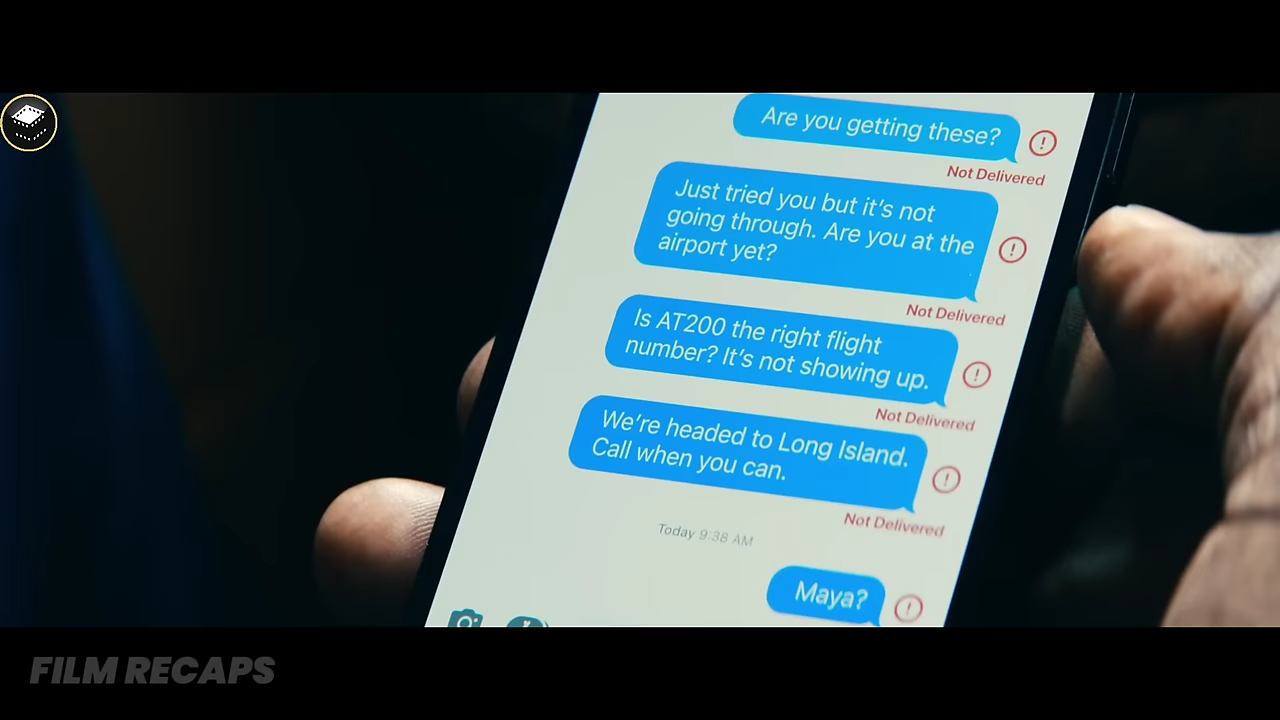 Are you getting these?
Not Delivered
Just tried you but it's not
going through. Are you at the
airport yet?
Not Delivered
Is AT200 the right flight
number? It's not showing up.
Not Delivered
We're headed to Long Island.
Call when you can.
Not Delivered
Today 9:38 AM
Maya?
FILM RECAPS